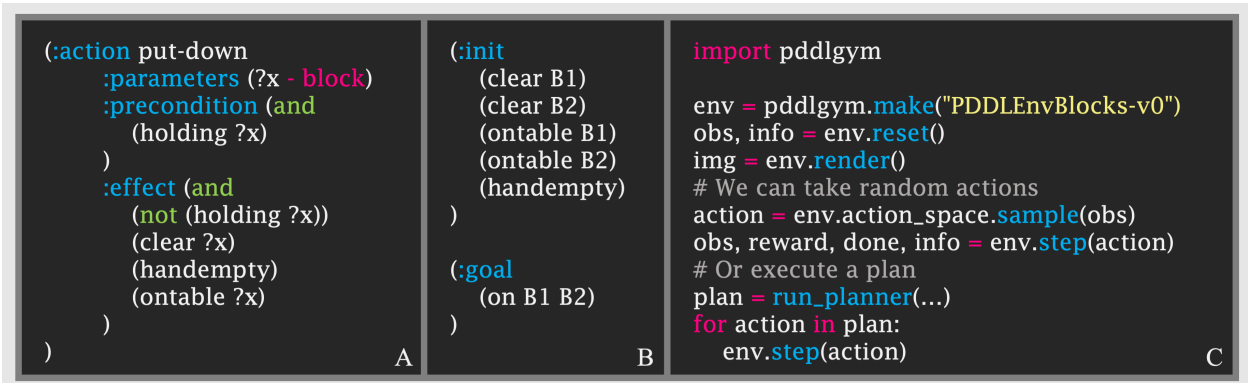 (:action put-down
:parameters (?x - block)
:precondition (and
(holding ?x)
)
:effect (and
(not (holding ?x))
(clear ?x)
(handempty)
(ontable ?x)
)
)
A
(:init
(clear B1)
(clear B2)
(ontable B1)
(ontable B2)
(handempty)
)
(:goal
(on B1 B2)
)
B
import pddlgym
env = pddlgym.make("PDDLEnvBlocks-v0")
obs, info = env.reset()
img = env.render()
# We can take random actions
action = env.action_space.sample(obs)
obs, reward, done, info = env.step(action)
# Or execute a plan
plan = run_planner(...)
for action in plan:
env.step(action)
C